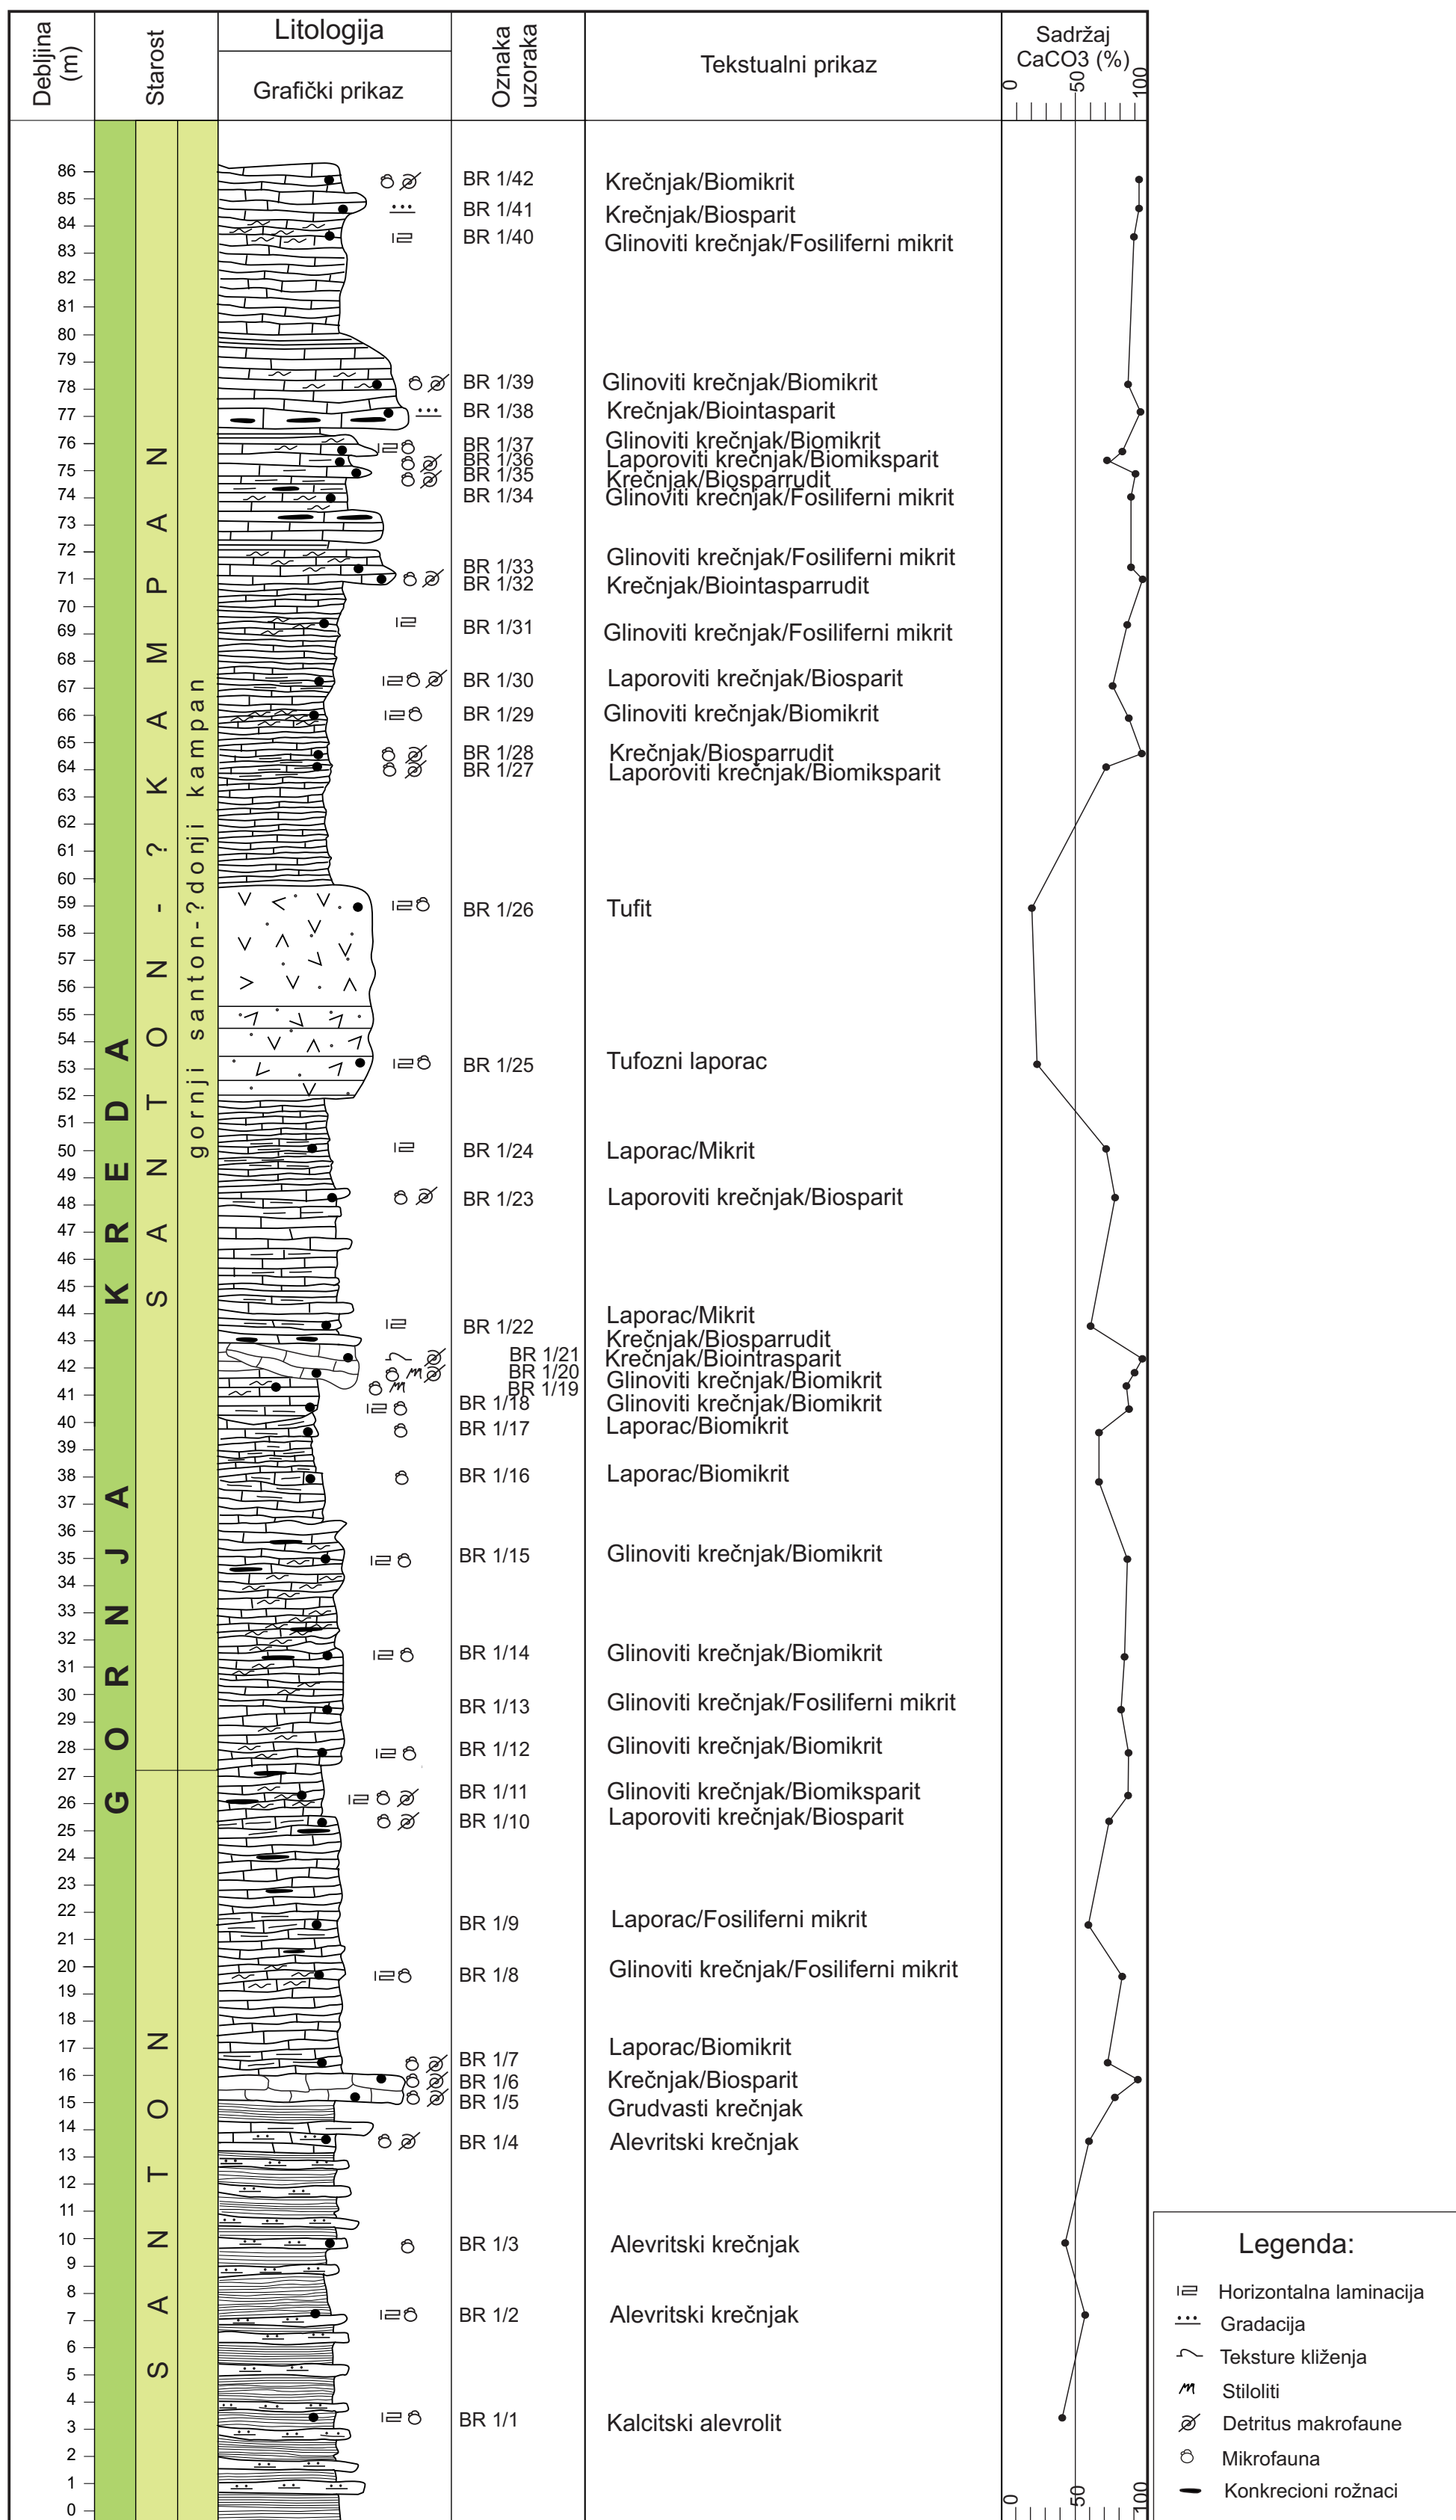 Debljina
(m)
Starost
Litologija
Grafički prikaz
Oznaka
uzoraka
Tekstualni prikaz
Sadržaj
CaCO3 (%)
0 50 100
GORNJA KREDA
SANTON-?KAMPAN
gornji santon-?donji kampan
SANTON
86
BR 1/42 Krečnjak/Biomikrit
85
BR 1/41 Krečnjak/Biosparit
84
BR 1/40 Glinoviti krečnjak/Fosiliferni mikrit
83
82
81
80
79
78 BR 1/39 Glinoviti krečnjak/Biomikrit
77 BR 1/38 Krečnjak/Biointasparit
76 BR 1/37 Glinoviti krečnjak/Biomikrit
BR 1/36 Laporoviti krečnjak/Biomiksparit
75 BR 1/35 Krečnjak/Biosparrudit
74 BR 1/34 Glinoviti krečnjak/Fosiliferni mikrit
73
72
BR 1/33 Glinoviti krečnjak/Fosiliferni mikrit
71 BR 1/32 Krečnjak/Biointasparrudit
70
69 BR 1/31 Glinoviti krečnjak/Fosiliferni mikrit
68
67 BR 1/30 Laporoviti krečnjak/Biosparit
66 BR 1/29 Glinoviti krečnjak/Biomikrit
65 BR 1/28 Krečnjak/Biosparrudit
64 BR 1/27 Laporoviti krečnjak/Biomiksparit
63
62
61
60
59 BR 1/26 Tufit
58
57
56
55
54
53 BR 1/25 Tufozni laporac
52
51
50 BR 1/24 Laporac/Mikrit
49
48 BR 1/23 Laporoviti krečnjak/Biosparit
47
46
45
44
BR 1/22 Laporac/Mikrit
43 Krečnjak/Biosparrudit
BR 1/21 Krečnjak/Biointrasparit
42 BR 1/20 Glinoviti krečnjak/Biomikrit
41 BR 1/19
BR 1/18 Glinoviti krečnjak/Biomikrit
40 BR 1/17 Laporac/Biomikrit
39
38 BR 1/16 Laporac/Biomikrit
37
36
35 BR 1/15 Glinoviti krečnjak/Biomikrit
34
33
32
31 BR 1/14 Glinoviti krečnjak/Biomikrit
30
29 BR 1/13 Glinoviti krečnjak/Fosiliferni mikrit
28 BR 1/12 Glinoviti krečnjak/Biomikrit
27
26 BR 1/11 Glinoviti krečnjak/Biomiksparit
25 BR 1/10 Laporoviti krečnjak/Biosparit
24
23
22
21 BR 1/9 Laporac/Fosiliferni mikrit
20 BR 1/8 Glinoviti krečnjak/Fosiliferni mikrit
19
18
17
BR 1/7 Laporac/Biomikrit
16 BR 1/6 Krečnjak/Biosparit
15 BR 1/5 Grudvasti krečnjak
14
BR 1/4 Alevritski krečnjak
13
12
11
10 BR 1/3 Alevritski krečnjak
9
8
7 BR 1/2 Alevritski krečnjak
6
5
4
3 BR 1/1 Kalcitski alevrolit
2
1
0
0 50 100
Legenda:
Horizontalna laminacija
Gradacija
Teksture kliženja
Stiloliti
Detritus makrofaune
Mikrofauna
Konkrecioni rožnaci